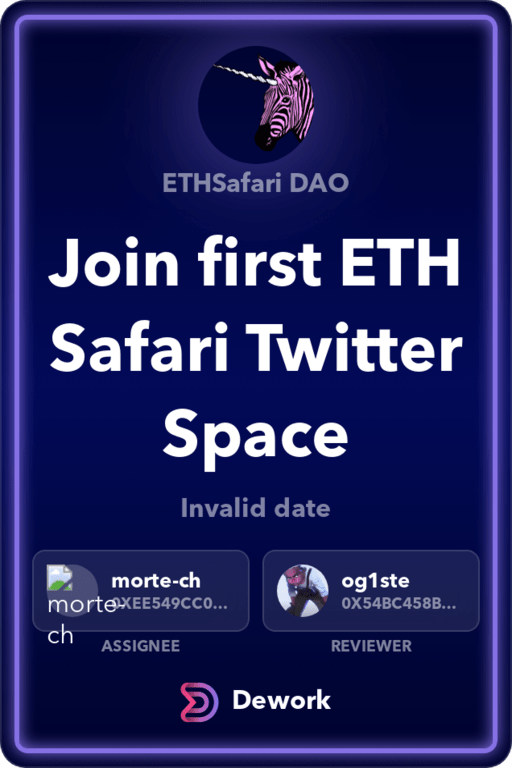 ETHSafari DAO
Join first ETH
Safari Twitter
Space
Invalid date
morte-ch
0XEE549CC0...
morte-
ch
og1ste
0X54BC458B...
ASSIGNEE
REVIEWER
Dework